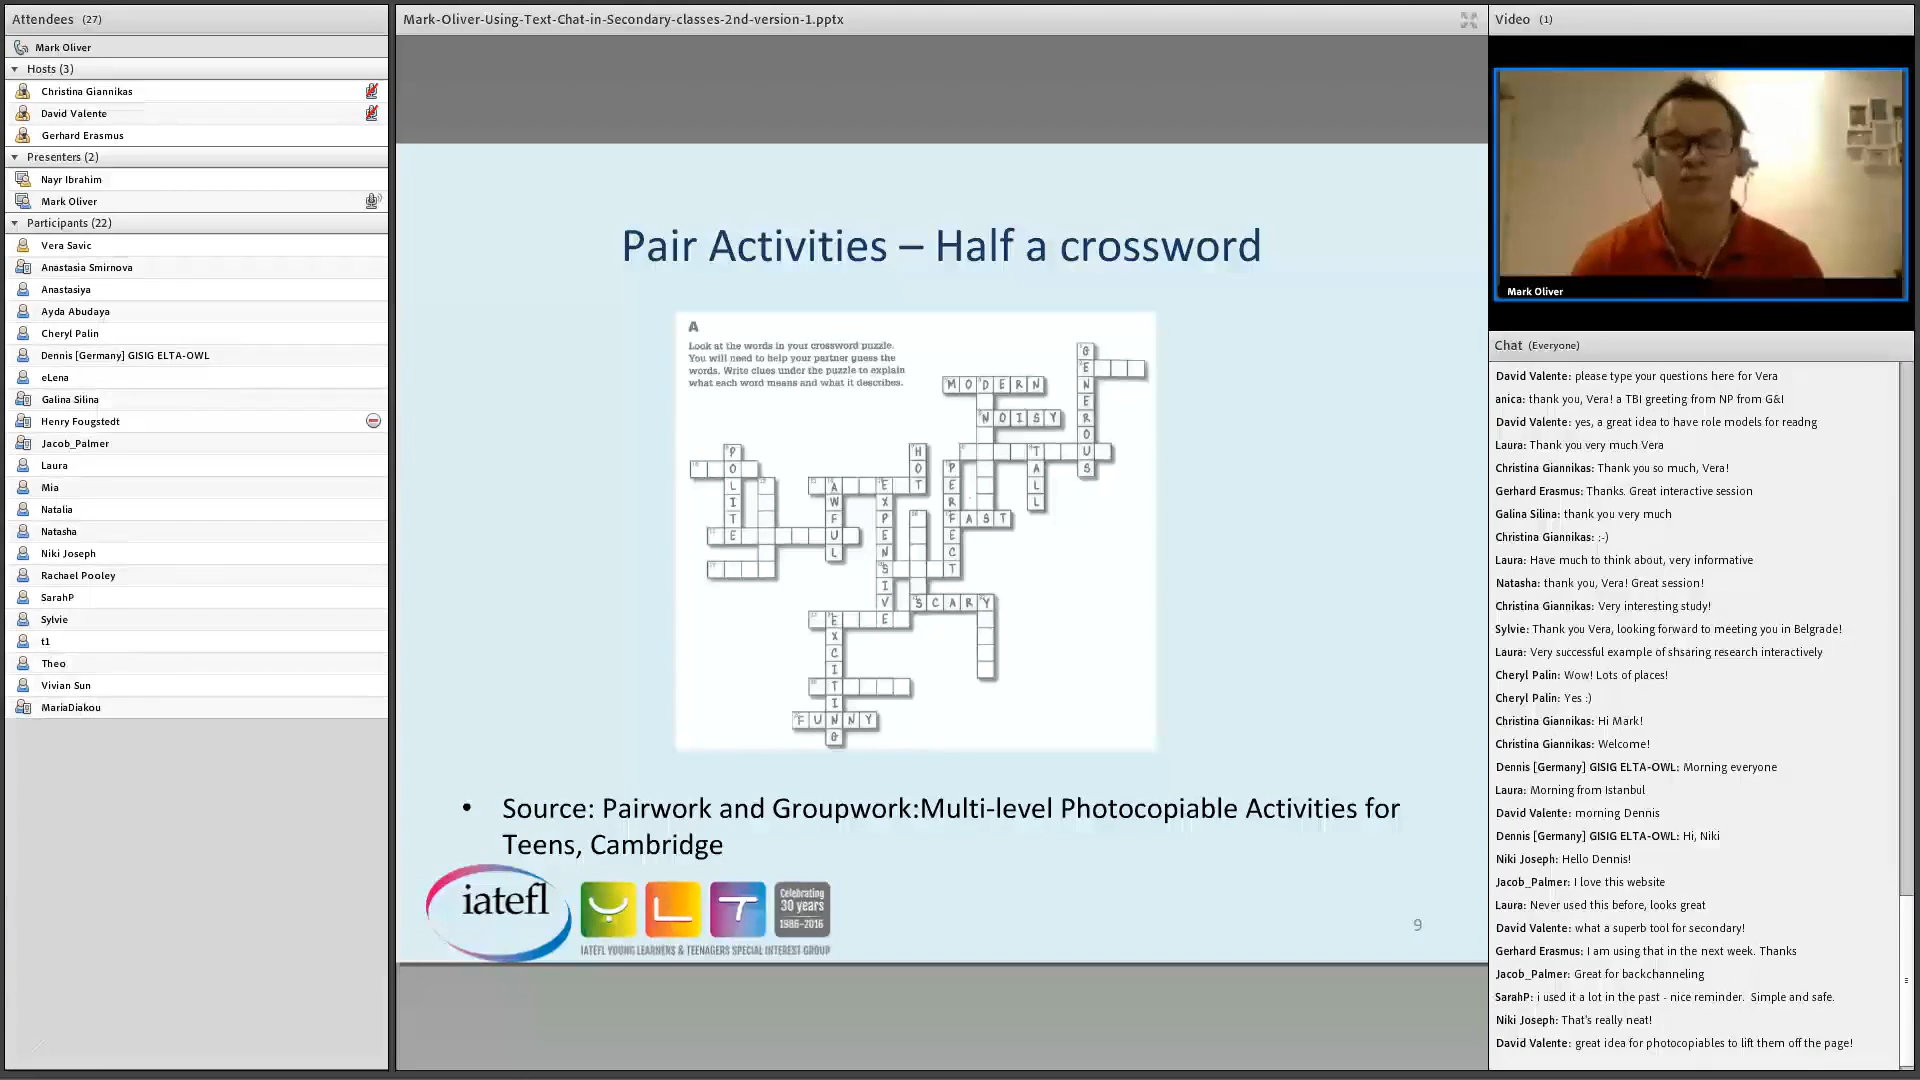 Attendees (27)
Mark Oliver
Hosts (3)
Christina Giannikas
David Valente
Gerhard Erasmus
Presenters (2)
Nayr Ibrahim
Mark Oliver
Participants (22)
Vera Savic
Anastasia Smirnova
Anastasiya
Ayda Abudaya
Cheryl Palin
Dennis [Germany] GISIG ELTA-OWL
eLena
Galina Silina
Henry Fougstedt
Jacob_Palmer
Laura
Mia
Natalia
Natasha
Niki Joseph
Rachael Pooley
SarahP
Sylvie
t1
Theo
Vivian Sun
MariaDiakou
Mark-Oliver-Using-Text-Chat-in-Secondary-classes-2nd-version-1.pptx
Pair Activities – Half a crossword
A
Look at the words in your crossword puzzle.
You will need to help your partner guess the
words. Write clues under the puzzle to explain
what each word means and what it describes.
GENEROUS
MODERN
NOISY
POLITE
HOT
TALL
PERFECT
AWFUL
EXPENSIVE
FAST
SCARY
EXCITING
FUNNY
• Source: Pairwork and Groupwork:Multi-level Photocopiable Activities for
Teens, Cambridge
iatefl
YLT
Celebrating
30 years
1986-2016
IATEFL YOUNG LEARNERS & TEENAGERS SPECIAL INTEREST GROUP
9
Video (1)
Mark Oliver
Chat (Everyone)
David Valente: please type your questions here for Vera
anica: thank you, Vera! a TBI greeting from NP from G&I
David Valente: yes, a great idea to have role models for readng
Laura: Thank you very much Vera
Christina Giannikas: Thank you so much, Vera!
Gerhard Erasmus: Thanks. Great interactive session
Galina Silina: thank you very much
Christina Giannikas: :-)
Laura: Have much to think about, very informative
Natasha: thank you, Vera! Great session!
Christina Giannikas: Very interesting study!
Sylvie: Thank you Vera, looking forward to meeting you in Belgrade!
Laura: Very successful example of shsaring research interactively
Cheryl Palin: Wow! Lots of places!
Cheryl Palin: Yes :)
Christina Giannikas: Hi Mark!
Christina Giannikas: Welcome!
Dennis [Germany] GISIG ELTA-OWL: Morning everyone
Laura: Morning from Istanbul
David Valente: morning Dennis
Dennis [Germany] GISIG ELTA-OWL: Hi, Niki
Niki Joseph: Hello Dennis!
Jacob_Palmer: I love this website
Laura: Never used this before, looks great
David Valente: what a superb tool for secondary!
Gerhard Erasmus: I am using that in the next week. Thanks
Jacob_Palmer: Great for backchanneling
SarahP: i used it a lot in the past - nice reminder. Simple and safe.
Niki Joseph: That's really neat!
David Valente: great idea for photocopiables to lift them off the page!